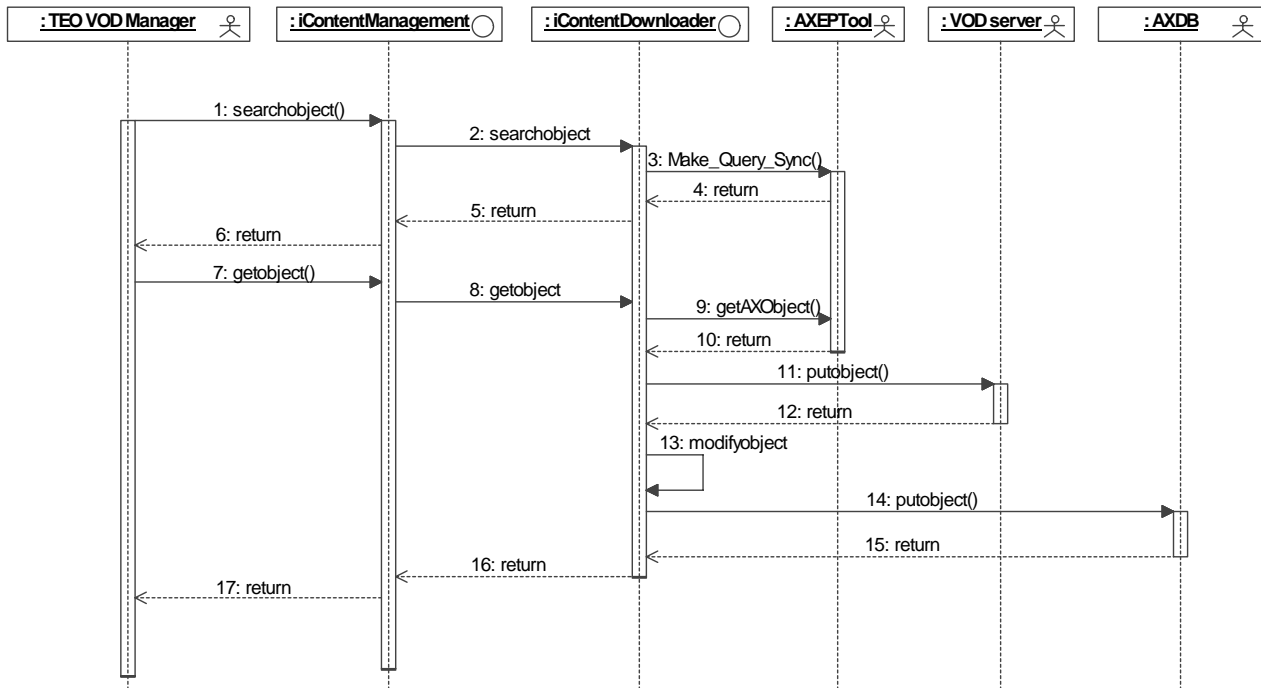 : TEO VOD Manager
: iContentManagement
: iContentDownloader
: AXEPTool
: VOD server
: AXDB
1: searchobject()
2: searchobject
3: Make_Query_Sync()
4: return
5: return
6: return
7: getobject()
8: getobject
9: getAXObject()
10: return
11: putobject()
12: return
13: modifyobject
14: putobject()
15: return
16: return
17: return